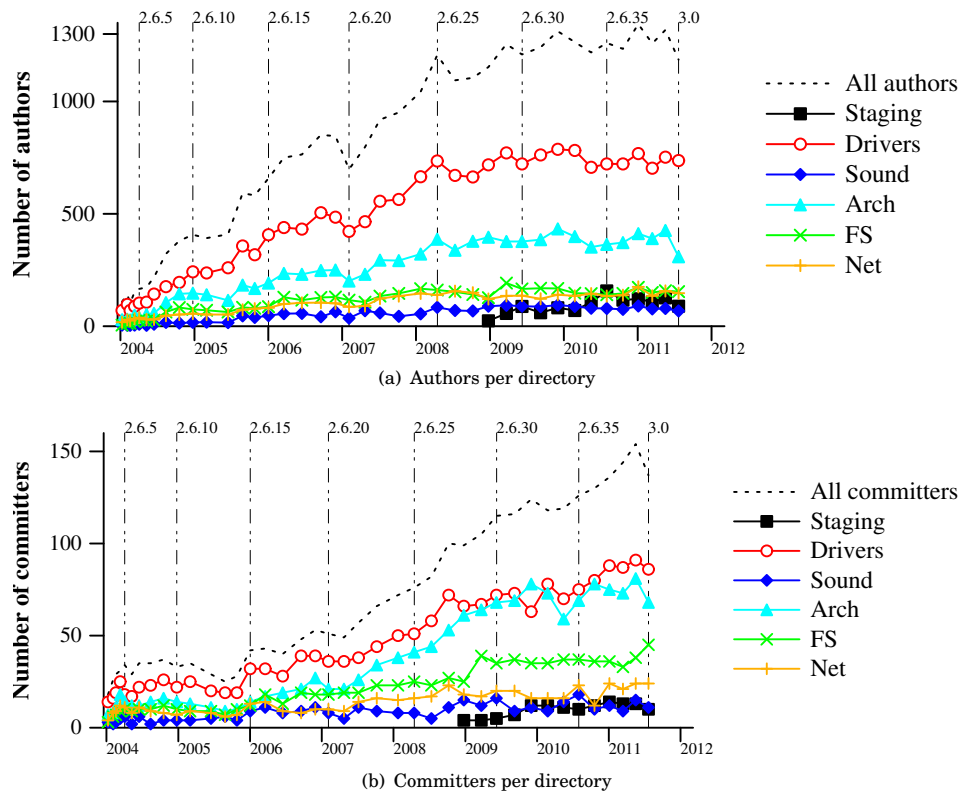 2.6.5 2.6.10 2.6.15 2.6.20 2.6.25 2.6.30 2.6.35 3.0
1300
1000
500
0
Number of authors
2004 2005 2006 2007 2008 2009 2010 2011 2012
All authors
Staging
Drivers
Sound
Arch
FS
Net
(a) Authors per directory
2.6.5 2.6.10 2.6.15 2.6.20 2.6.25 2.6.30 2.6.35 3.0
150
100
50
0
Number of committers
2004 2005 2006 2007 2008 2009 2010 2011 2012
All committers
Staging
Drivers
Sound
Arch
FS
Net
(b) Committers per directory